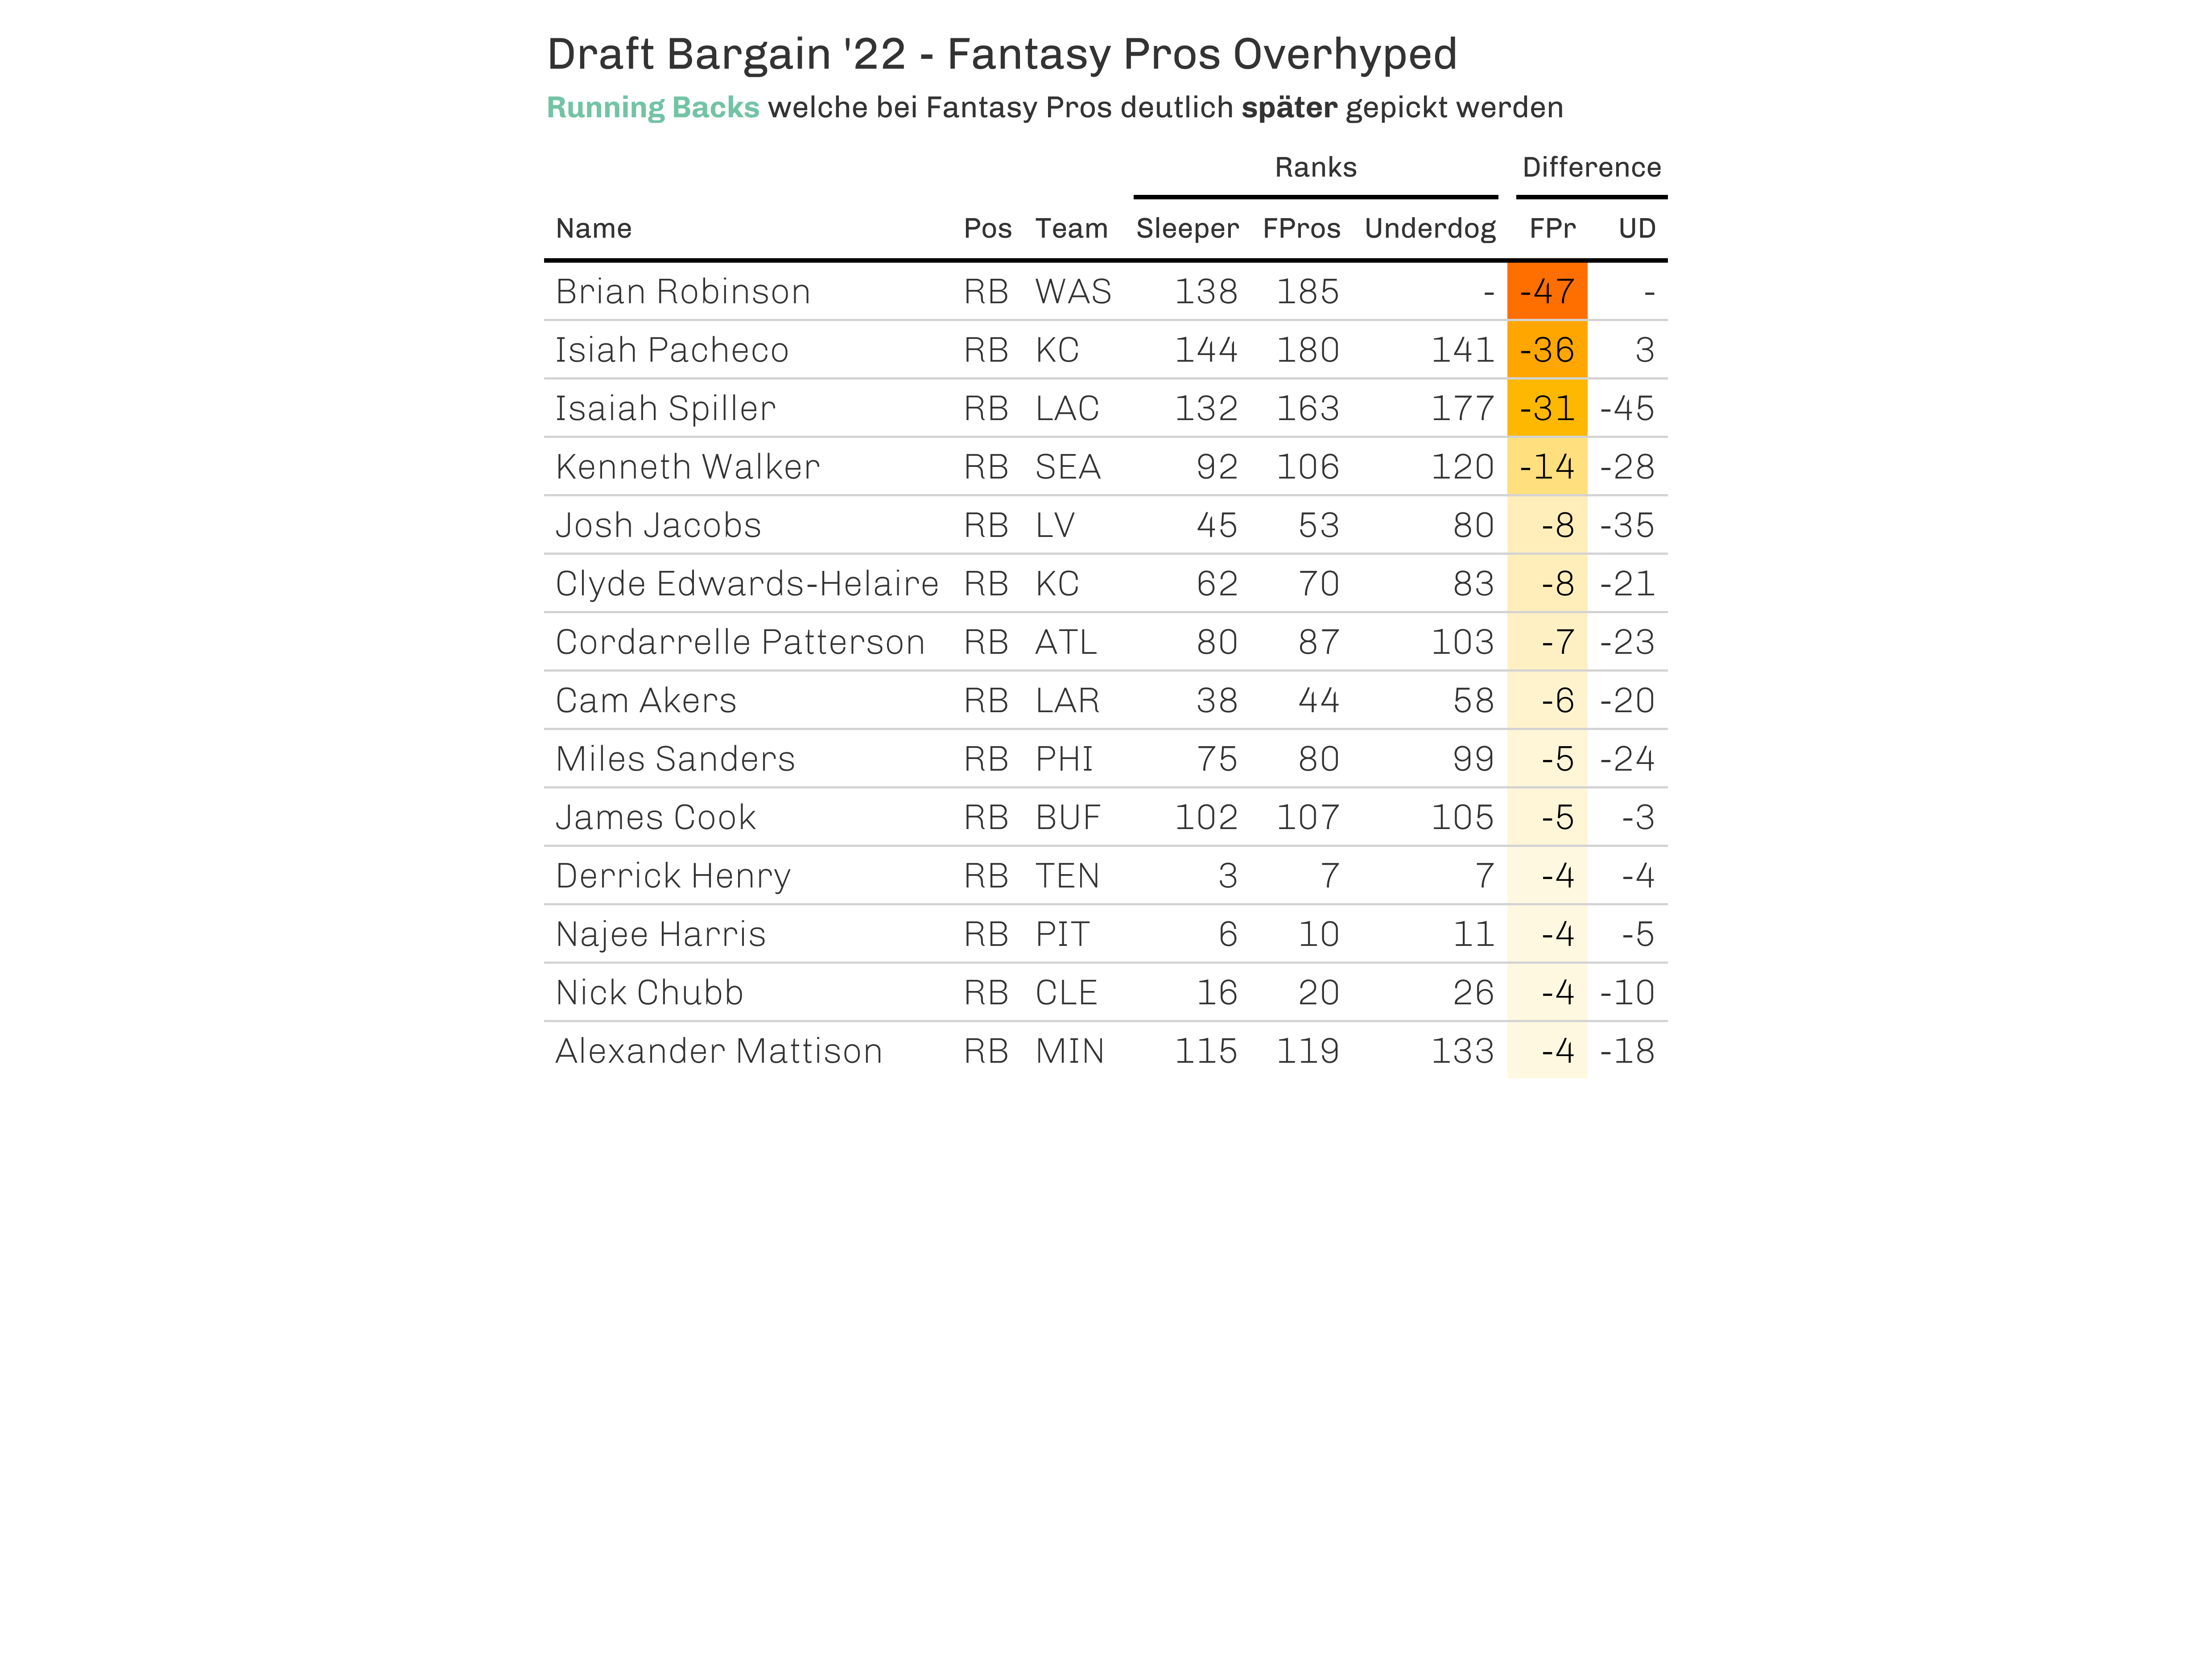 Draft Bargain '22 - Fantasy Pros Overhyped
Running Backs welche bei Fantasy Pros deutlich später gepickt werden
Ranks Difference
Name Pos Team Sleeper FPros Underdog FPr UD
Brian Robinson RB WAS 138 185 - -47 -
Isiah Pacheco RB KC 144 180 141 -36 3
Isaiah Spiller RB LAC 132 163 177 -31 -45
Kenneth Walker RB SEA 92 106 120 -14 -28
Josh Jacobs RB LV 45 53 80 -8 -35
Clyde Edwards-Helaire RB KC 62 70 83 -8 -21
Cordarrelle Patterson RB ATL 80 87 103 -7 -23
Cam Akers RB LAR 38 44 58 -6 -20
Miles Sanders RB PHI 75 80 99 -5 -24
James Cook RB BUF 102 107 105 -5 -3
Derrick Henry RB TEN 3 7 7 -4 -4
Najee Harris RB PIT 6 10 11 -4 -5
Nick Chubb RB CLE 16 20 26 -4 -10
Alexander Mattison RB MIN 115 119 133 -4 -18